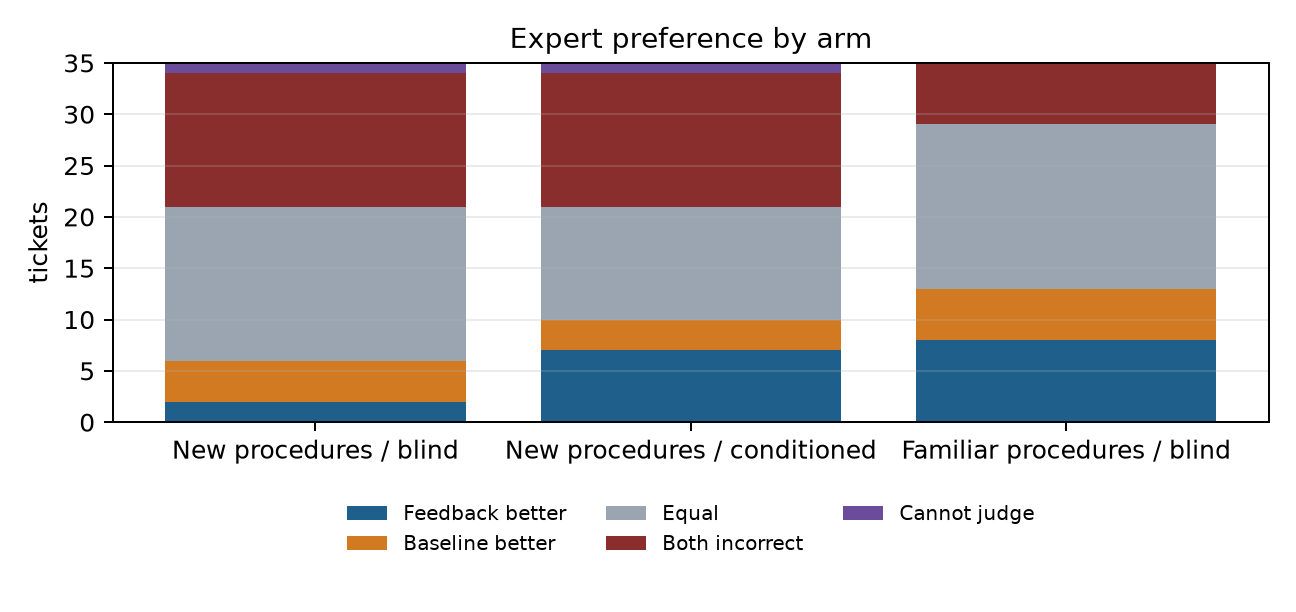 Expert preference by arm
35
30
25
20
15
10
5
0
tickets
New procedures / blind
New procedures / conditioned
Familiar procedures / blind
Feedback better
Equal
Cannot judge
Baseline better
Both incorrect